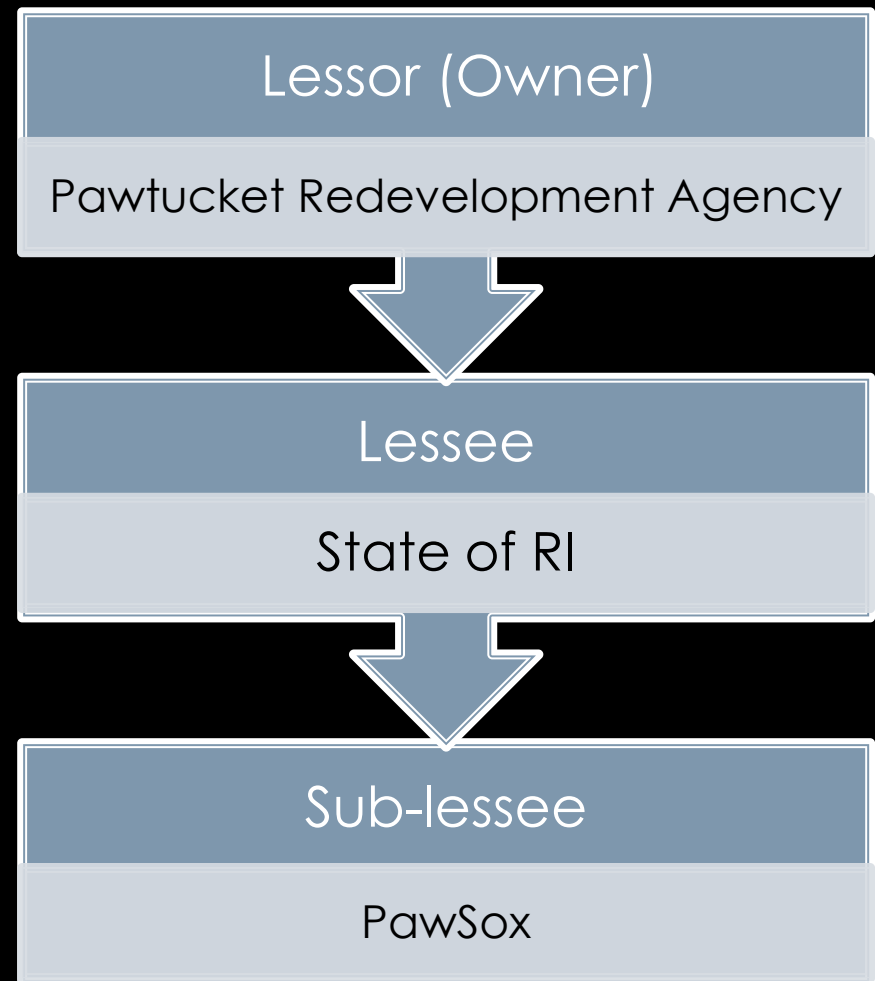 Lessor (Owner)
Pawtucket Redevelopment Agency
Lessee
State of RI
Sub-lessee
PawSox